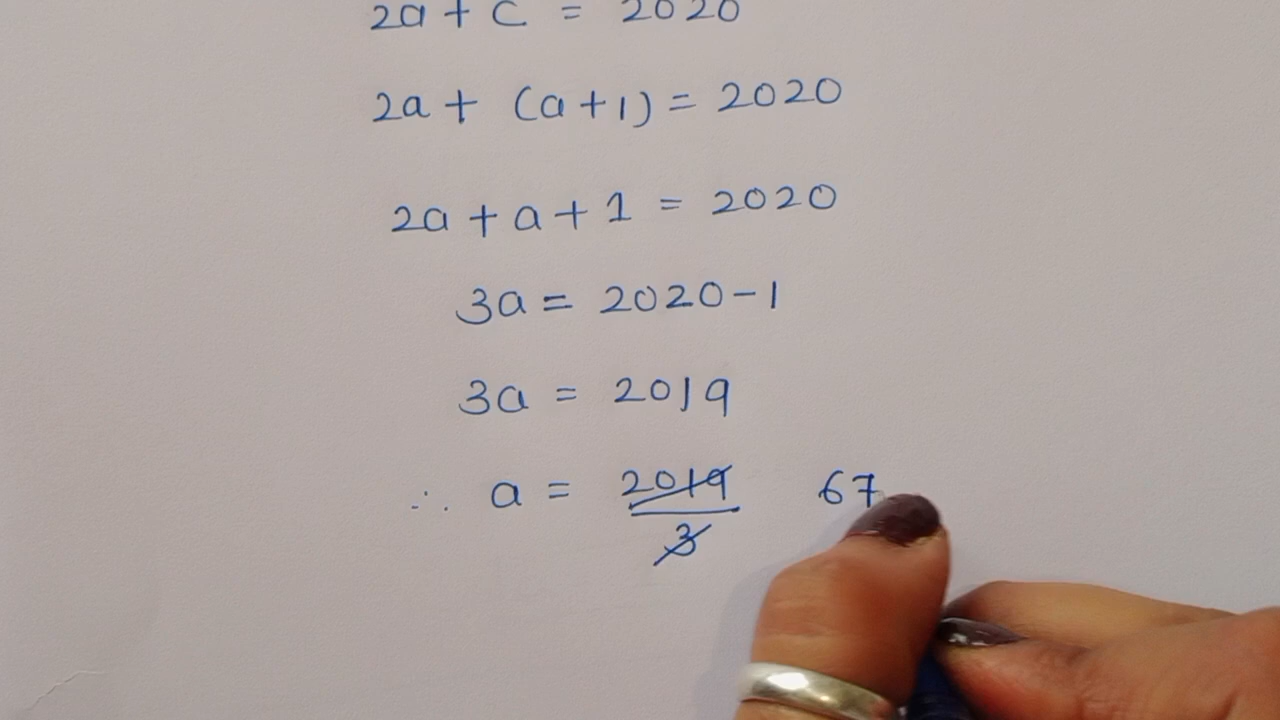 2a + c = 2020
2a + (a+1) = 2020
2a + a + 1 = 2020
3a = 2020-1
3a = 2019
∴ a = 2019/3 67